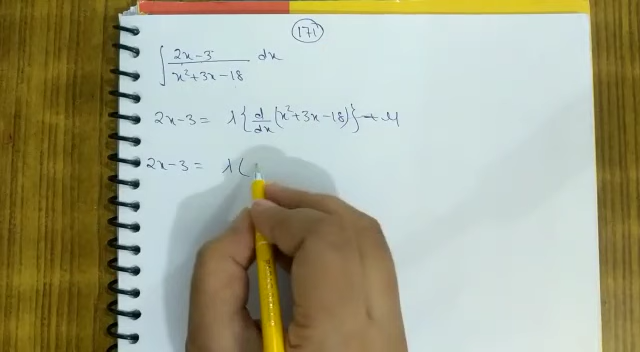 171
∫ 2x-3 / x²+3x-18 dx
2x-3 = λ{d/dx (x²+3x-18)} + μ
2x-3 = λ(